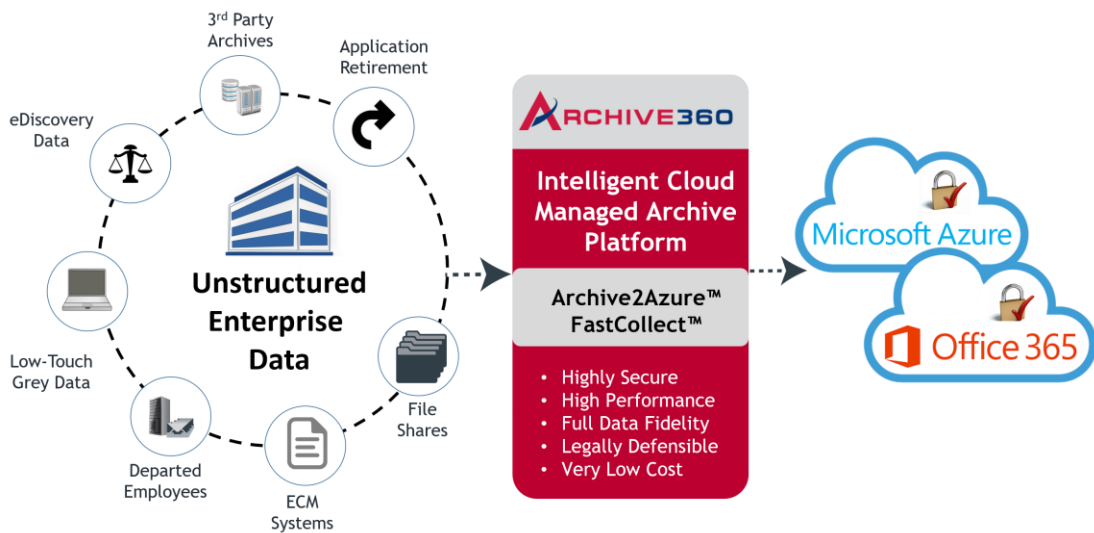 3rd Party
Archives
Application
Retirement
eDiscovery
Data
Unstructured
Enterprise
Data
Low-Touch
Grey Data
File
Shares
Departed
Employees
ECM
Systems
ARCHIVE360
Intelligent Cloud
Managed Archive
Platform
Archive2Azure™
FastCollect™
• Highly Secure
• High Performance
• Full Data Fidelity
• Legally Defensible
• Very Low Cost
Microsoft Azure
Office 365